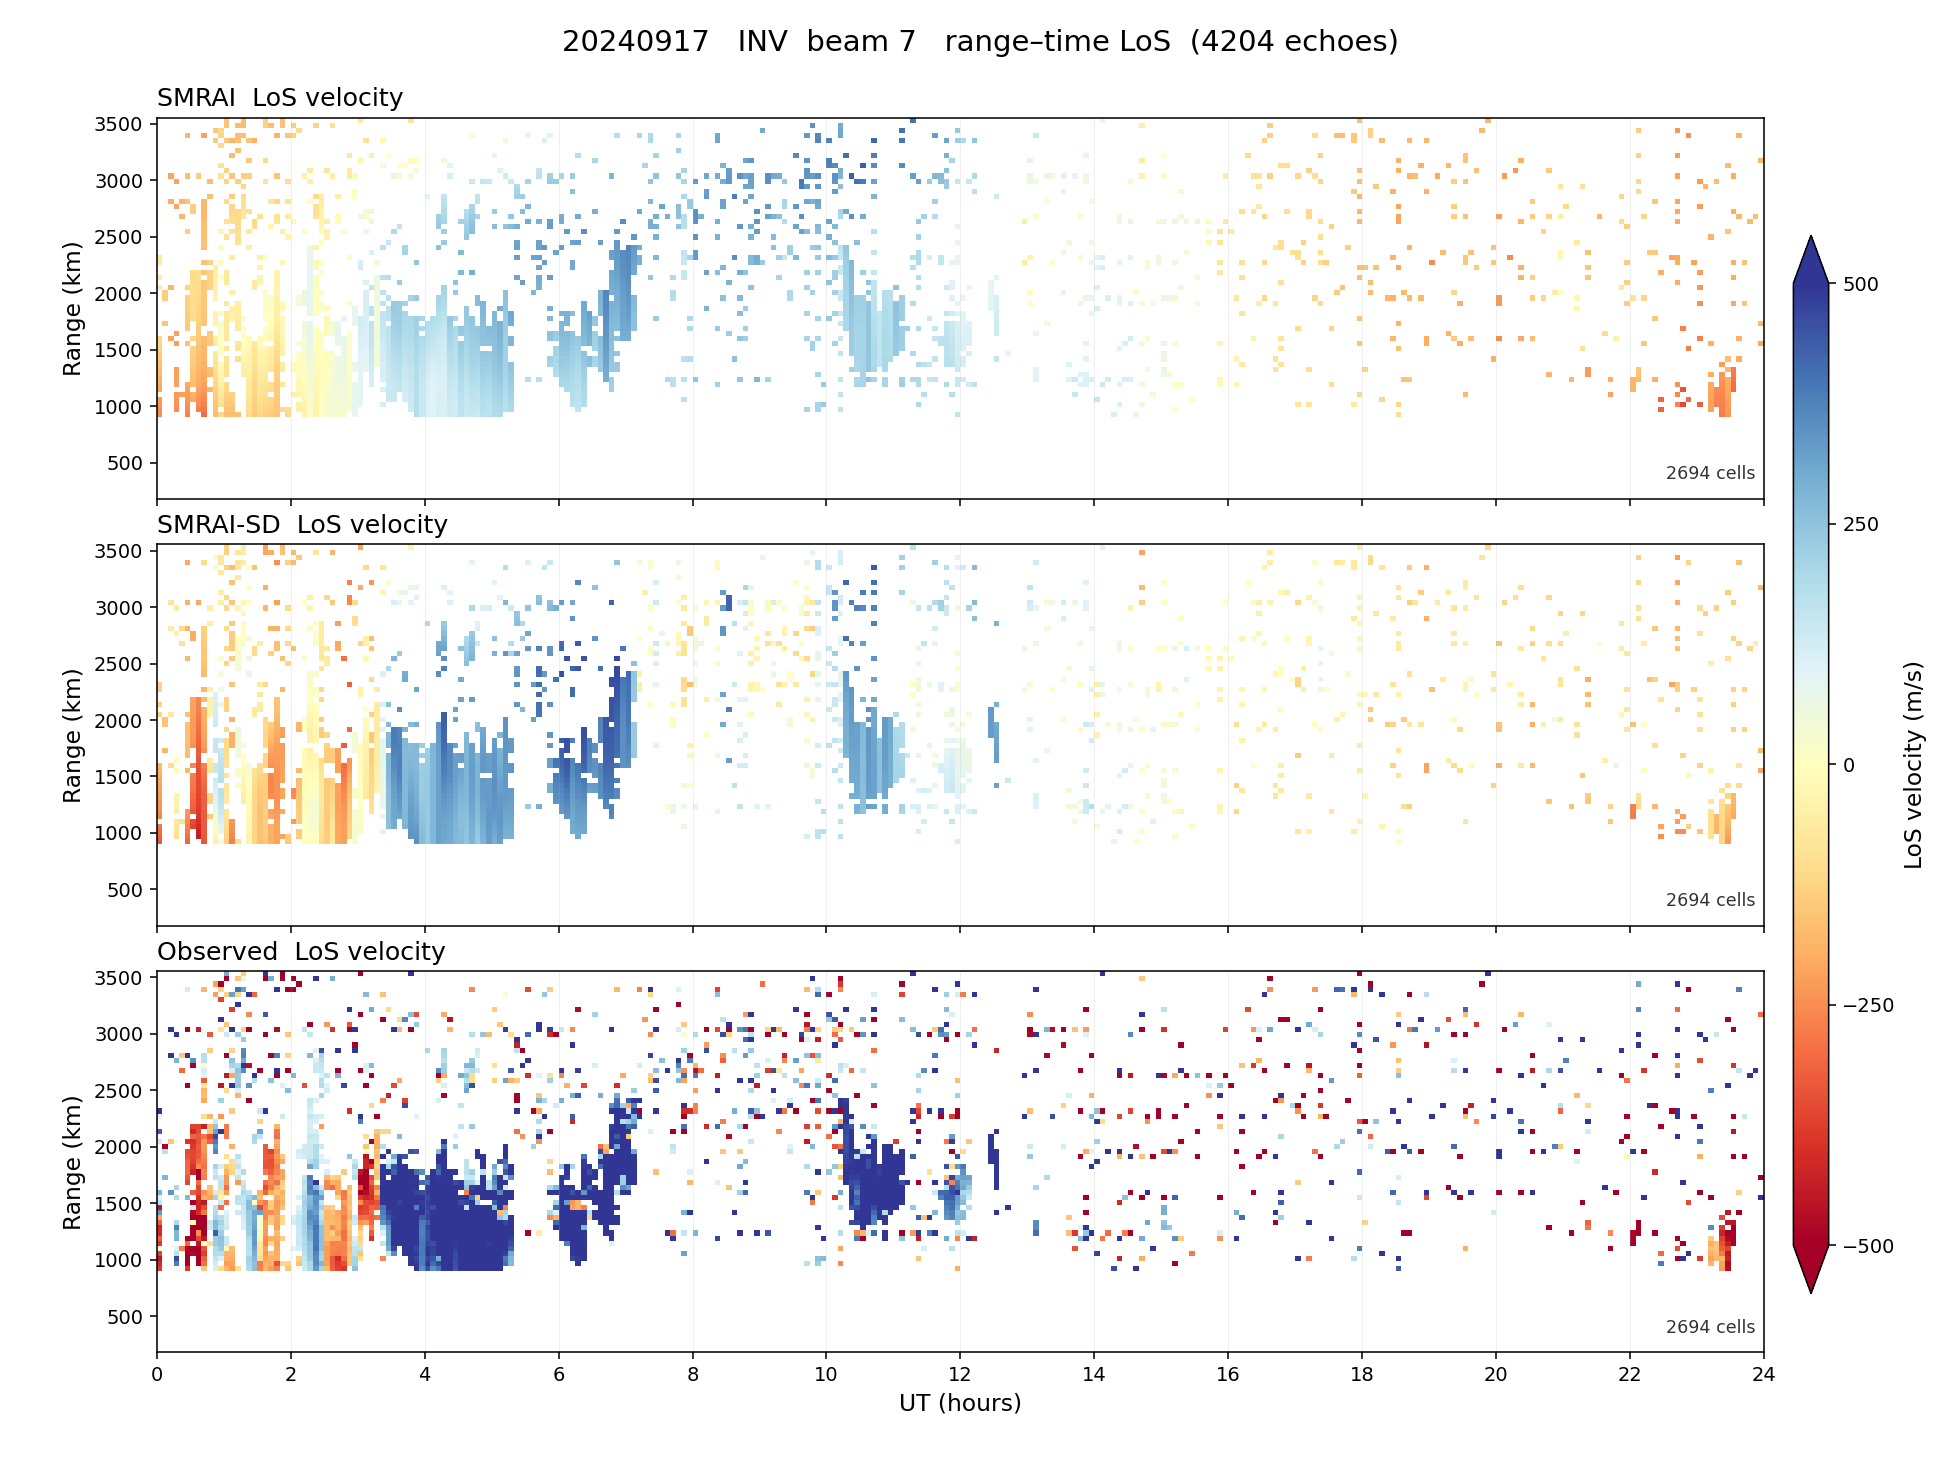 20240917   INV  beam 7   range–time LoS  (4204 echoes)
SMRAI  LoS velocity
3500
3000
2500
2000
1500
1000
500
Range (km)
2694 cells
SMRAI-SD  LoS velocity
3500
3000
2500
2000
1500
1000
500
Range (km)
2694 cells
Observed  LoS velocity
3500
3000
2500
2000
1500
1000
500
Range (km)
2694 cells
0 2 4 6 8 10 12 14 16 18 20 22 24
UT (hours)
500
250
0
−250
−500
LoS velocity (m/s)